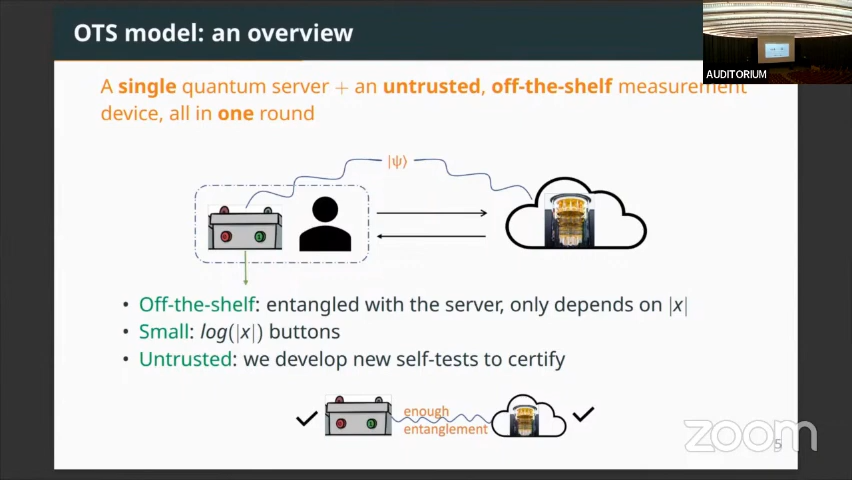 OTS model: an overview
AUDITORIUM
A single quantum server + an untrusted, off-the-shelf measurement
device, all in one round
|ψ⟩
• Off-the-shelf: entangled with the server, only depends on |x|
• Small: log(|x|) buttons
• Untrusted: we develop new self-tests to certify
enough
entanglement
zoom
5